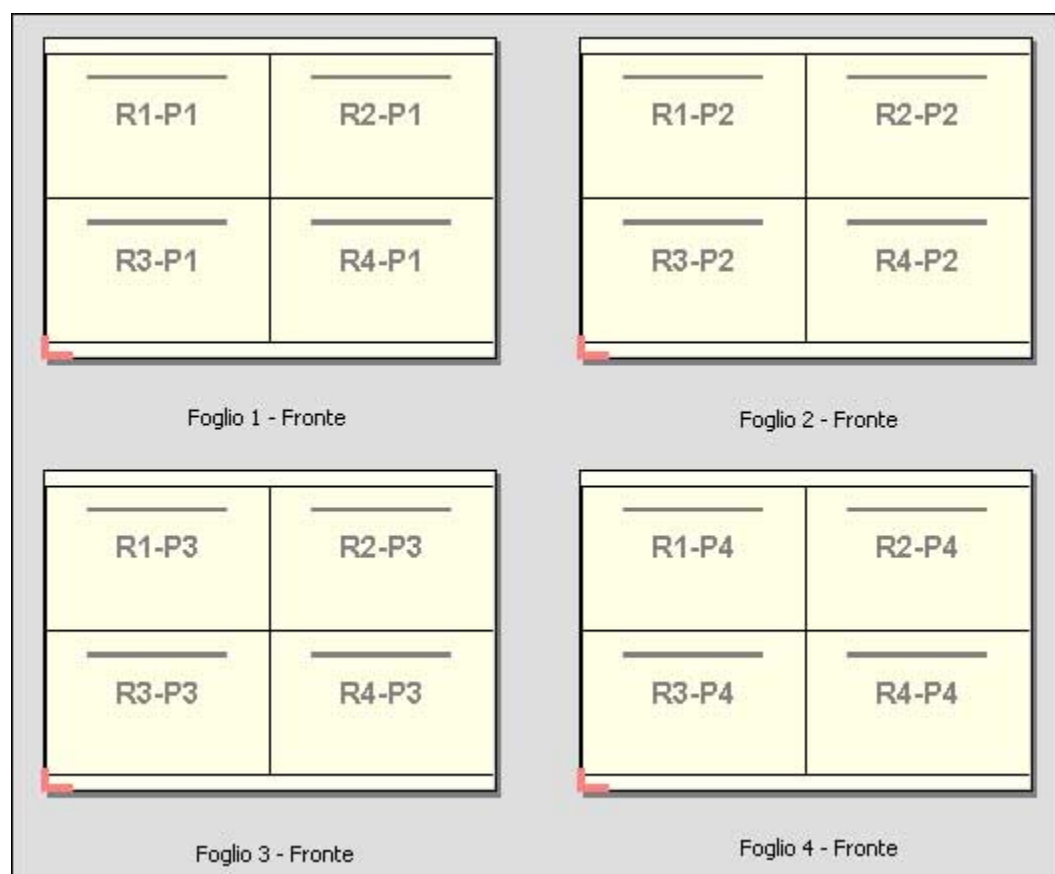 R1-P1 R2-P1
R3-P1 R4-P1
Foglio 1 - Fronte
R1-P2 R2-P2
R3-P2 R4-P2
Foglio 2 - Fronte
R1-P3 R2-P3
R3-P3 R4-P3
Foglio 3 - Fronte
R1-P4 R2-P4
R3-P4 R4-P4
Foglio 4 - Fronte